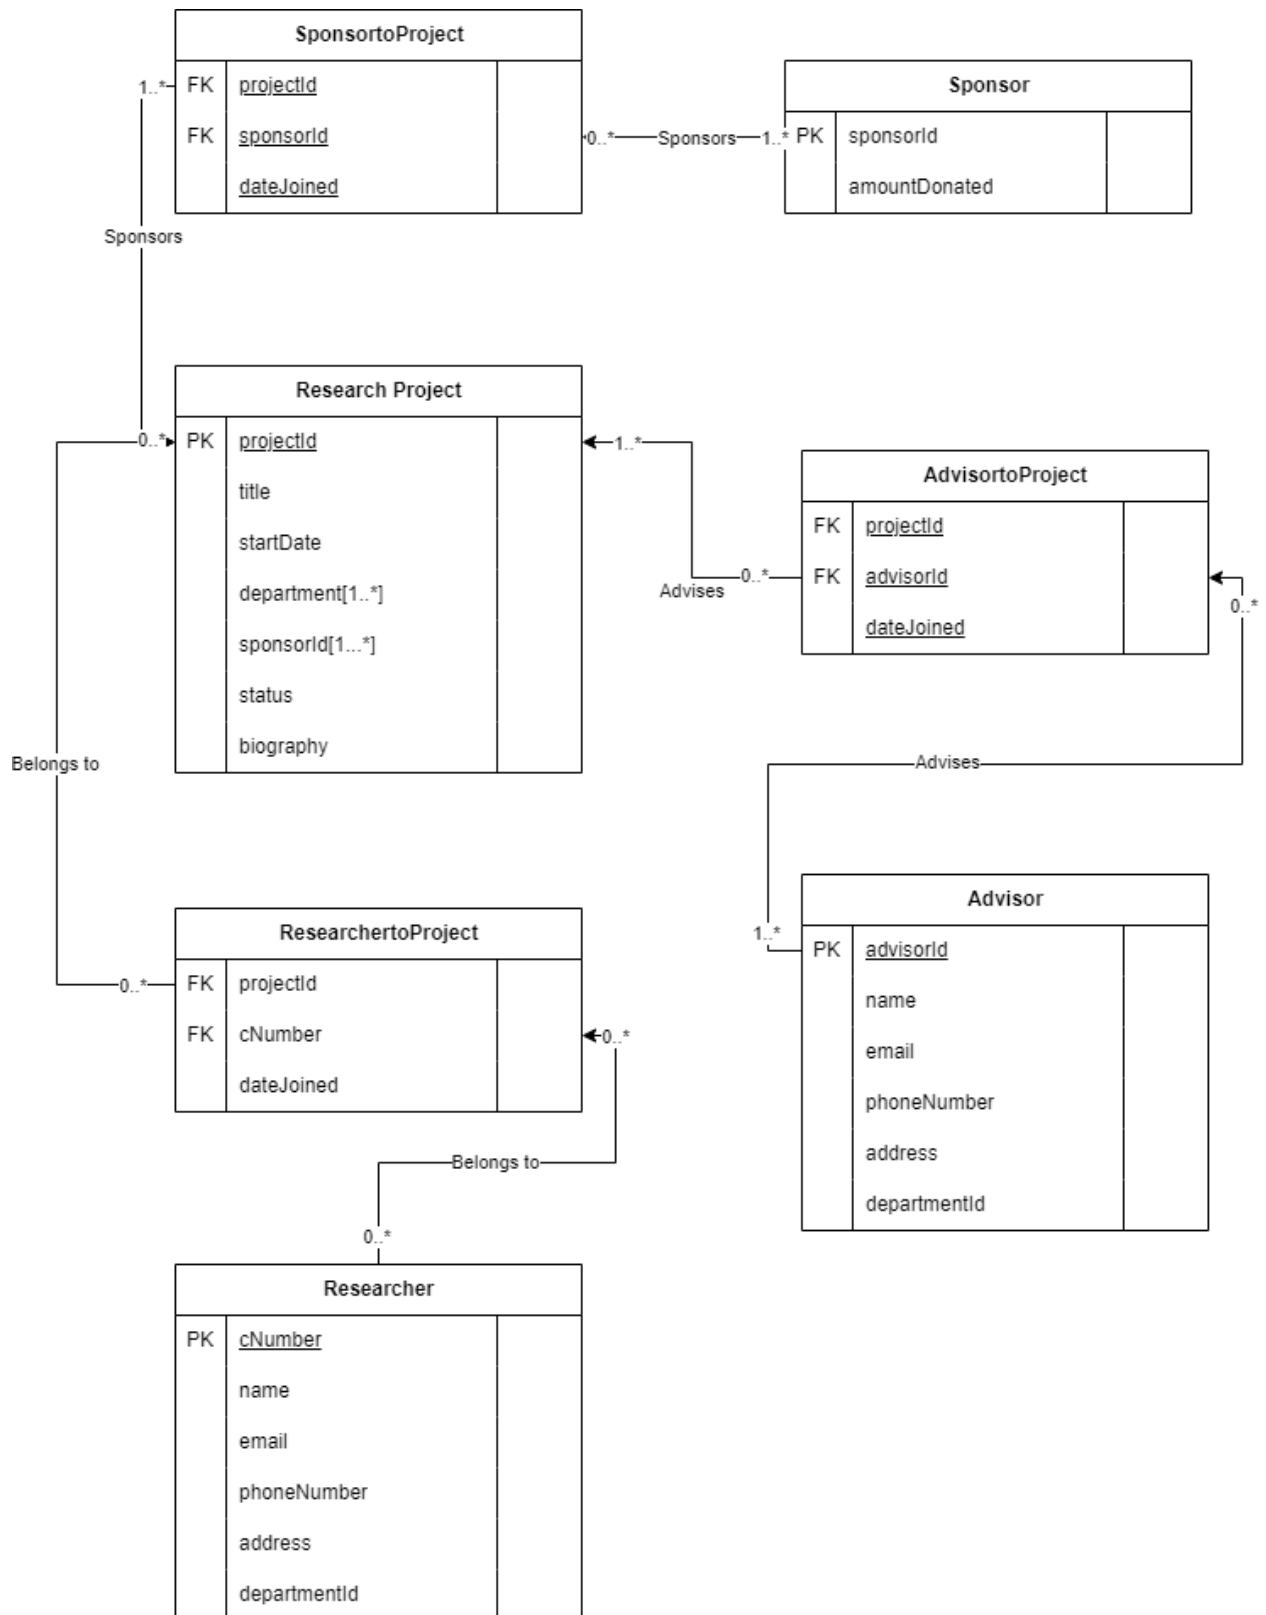 SponsortoProject
FK projectId
FK sponsorId
dateJoined
1..*
0..*
Sponsors
1..*
Sponsor
PK sponsorId
amountDonated
Sponsors
0..*
Research Project
PK projectId
title
startDate
department[1..*]
sponsorId[1...*]
status
biography
1..*
Advises
0..*
AdvisortoProject
FK projectId
FK advisorId
dateJoined
0..*
Advises
1..*
Advisor
PK advisorId
name
email
phoneNumber
address
departmentId
Belongs to
0..*
ResearchertoProject
FK projectId
FK cNumber
dateJoined
0..*
Belongs to
0..*
Researcher
PK cNumber
name
email
phoneNumber
address
departmentId